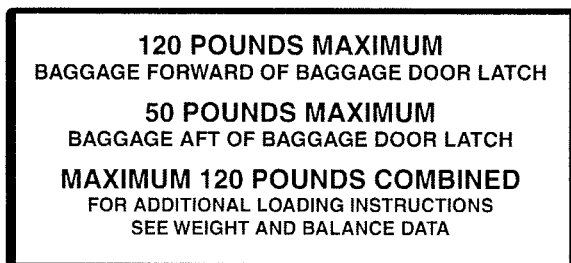 120 POUNDS MAXIMUM
BAGGAGE FORWARD OF BAGGAGE DOOR LATCH
50 POUNDS MAXIMUM
BAGGAGE AFT OF BAGGAGE DOOR LATCH
MAXIMUM 120 POUNDS COMBINED
FOR ADDITIONAL LOADING INSTRUCTIONS
SEE WEIGHT AND BALANCE DATA